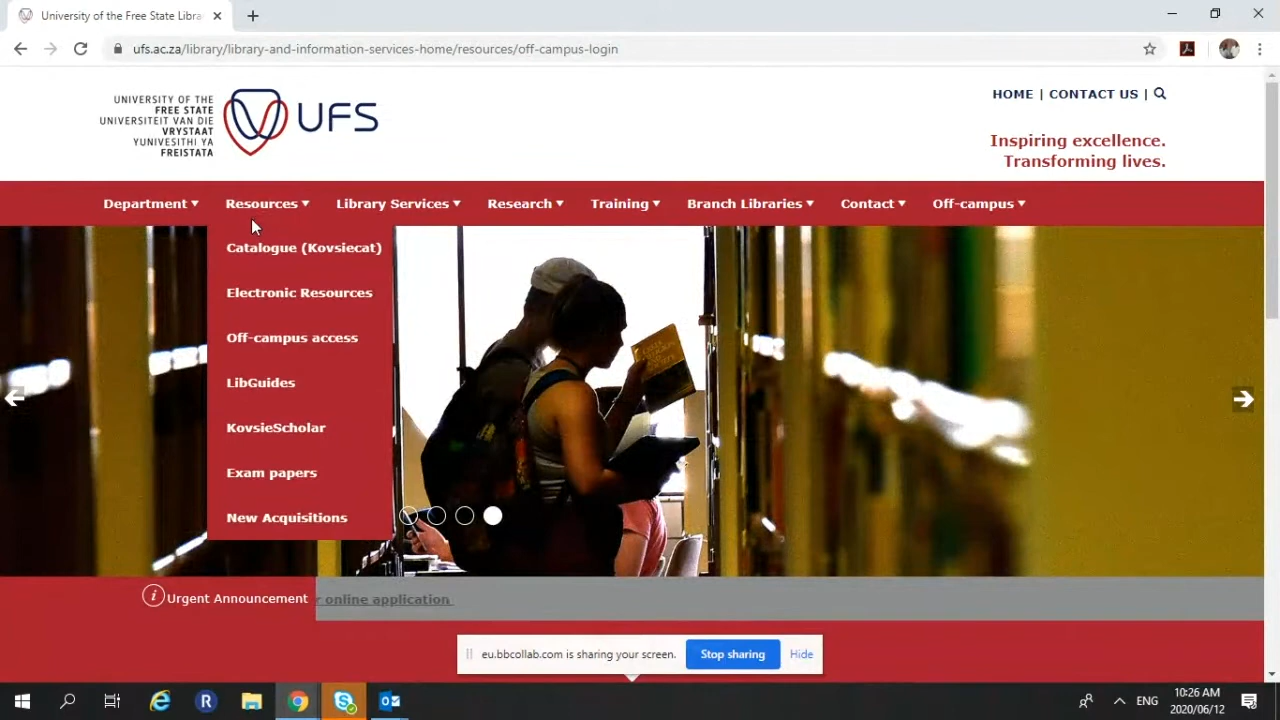 University of the Free State Libra
ufs.ac.za/library/library-and-information-services-home/resources/off-campus-login
UNIVERSITY OF THE
FREE STATE
UNIVERSITEIT VAN DIE
VRYSTAAT
YUNIVESITHI YA
FREISTATA
UFS
HOME | CONTACT US |
Inspiring excellence.
Transforming lives.
Department Resources Library Services Research Training Branch Libraries Contact Off-campus
Catalogue (Kovsiecat)
Electronic Resources
Off-campus access
LibGuides
KovsieScholar
Exam papers
New Acquisitions
i Urgent Announcement r online application
eu.bbcollab.com is sharing your screen. Stop sharing Hide
ENG
10:26 AM
2020/06/12